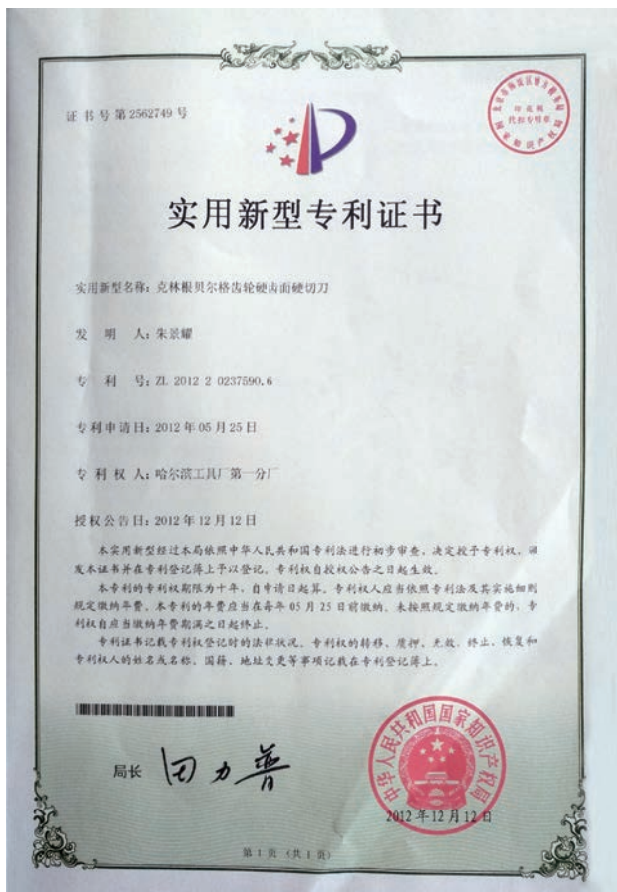 证书号第2562749号
印花税
代扣专用章
国家知识产权局
实用新型专利证书
实用新型名称：克林根贝尔格齿轮硬齿面硬切刀
发明人：朱景耀
专利号：ZL 2012 2 0237590.6
专利申请日：2012年05月25日
专利权人：哈尔滨工具厂第一分厂
授权公告日：2012年12月12日
本实用新型经过本局依照中华人民共和国专利法进行初步审查，决定授予专利权，颁
发本证书并在专利登记簿上予以登记。专利权自授权公告之日起生效。
本专利的专利权期限为十年，自申请日起算。专利权人应当依照专利法及其实施细则
规定缴纳年费。本专利的年费应当在每年05月25日前缴纳。未按照规定缴纳年费的，专
利权自应当缴纳年费期满之日起终止。
专利证书记载专利权登记时的法律状况。专利权的转移、质押、无效、终止、恢复和
专利权人的姓名或名称、国籍、地址变更等事项记载在专利登记簿上。
局长 田力普
中华人民共和国国家知识产权局
2012年12月12日
第1页（共1页）